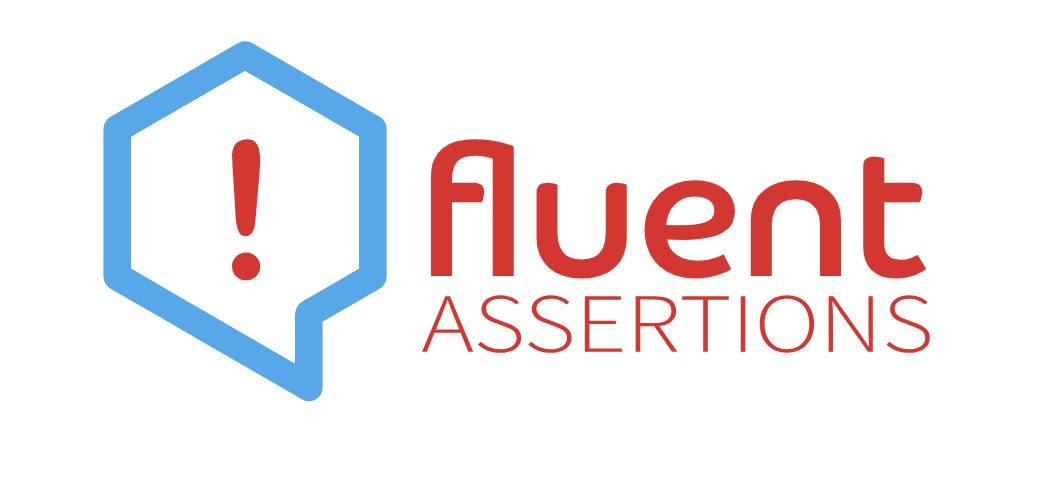 !
fluent
ASSERTIONS